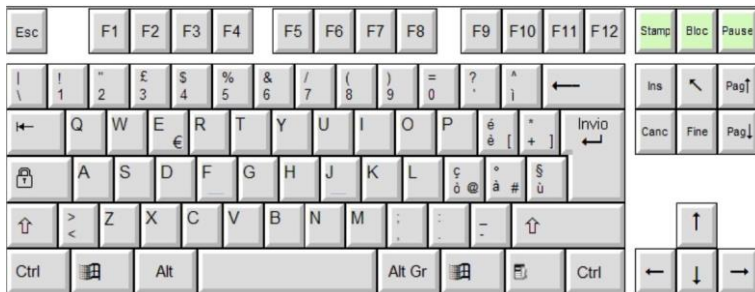 Esc F1 F2 F3 F4 F5 F6 F7 F8 F9 F10 F11 F12 Stamp Bloc Pause
| ! " £ $ % & / ( ) = ? ^
\ 1 2 3 4 5 6 7 8 9 0 ' ì Ins ↖ Pag↑
Q W E € R T Y U I O P é è [ * + ] Invio Canc Fine Pag↓
A S D F G H J K L ç ò @ ° à # § ù
> < Z X C V B N M ; , : . _ -
Ctrl Alt Alt Gr Ctrl